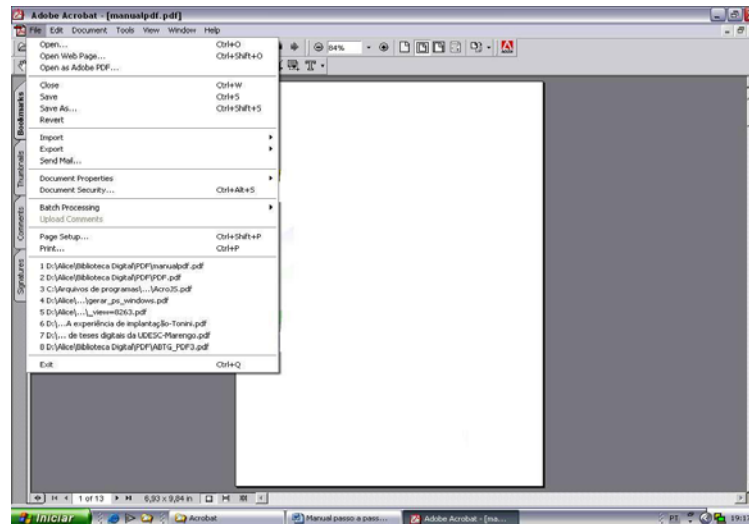 Adobe Acrobat - [manualpdf.pdf]
File Edit Document Tools View Window Help
84%
Open... Ctrl+O
Open Web Page... Ctrl+Shift+O
Open as Adobe PDF...
Close Ctrl+W
Save Ctrl+S
Save As... Ctrl+Shift+S
Revert
Import
Export
Send Mail...
Document Properties
Document Security... Ctrl+Alt+S
Batch Processing
Upload Comments
Page Setup... Ctrl+Shift+P
Print... Ctrl+P
1 D:\Alice\Biblioteca Digital\PDF\manualpdf.pdf
2 D:\Alice\Biblioteca Digital\PDF\PDF.pdf
3 C:\Arquivos de programas\...\AcroJS.pdf
4 D:\Alice\...\gerar_ps_windows.pdf
5 D:\Alice\...\_view=8263.pdf
6 D:\...A experiência de implantação-Tonini.pdf
7 D:\... de teses digitais da UDESC-Marengo.pdf
8 D:\Alice\Biblioteca Digital\PDF\ABTG_PDF3.pdf
Exit Ctrl+Q
Bookmarks
Thumbnails
Comments
Signatures
1 of 13 6,93 x 9,84 in
Iniciar Acrobat Manual passo a pass... Adobe Acrobat - [ma... PT